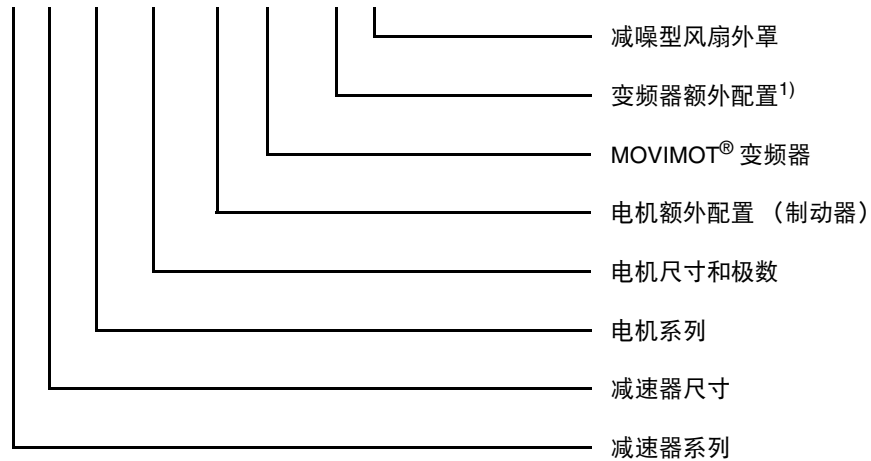 减噪型风扇外罩
变频器额外配置1)
MOVIMOT® 变频器
电机额外配置 （制动器）
电机尺寸和极数
电机系列
减速器尺寸
减速器系列